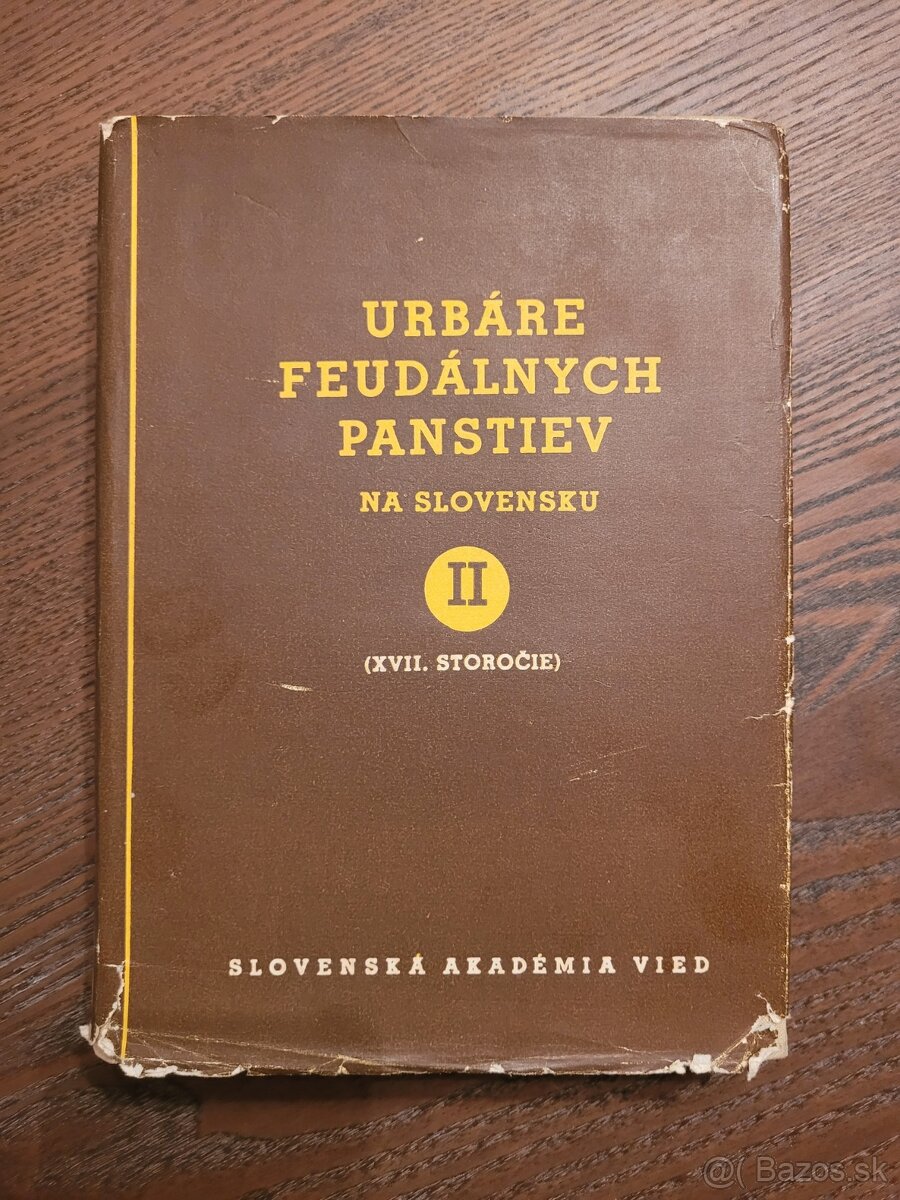 URBÁRE
FEUDÁLNYCH
PANSTIEV
NA SLOVENSKU
II
(XVII. STOROČIE)
SLOVENSKÁ AKADÉMIA VIED
@( Bazos.sk